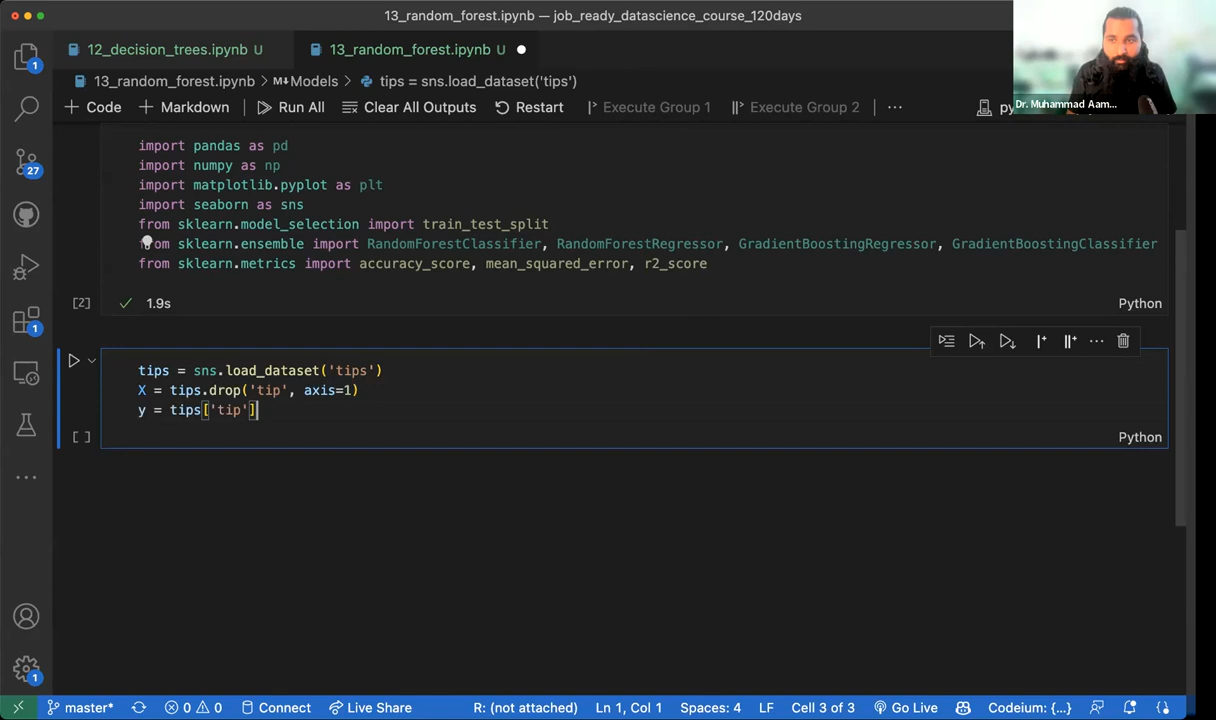 13_random_forest.ipynb — job_ready_datascience_course_120days
12_decision_trees.ipynb U
13_random_forest.ipynb U
13_random_forest.ipynb > M↓Models > tips = sns.load_dataset('tips')
+ Code + Markdown Run All Clear All Outputs Restart Execute Group 1 Execute Group 2 ...
Dr. Muhammad Aam...
import pandas as pd
import numpy as np
import matplotlib.pyplot as plt
import seaborn as sns
from sklearn.model_selection import train_test_split
from sklearn.ensemble import RandomForestClassifier, RandomForestRegressor, GradientBoostingRegressor, GradientBoostingClassifier
from sklearn.metrics import accuracy_score, mean_squared_error, r2_score
[2] 1.9s Python
tips = sns.load_dataset('tips')
X = tips.drop('tip', axis=1)
y = tips['tip']
[ ] Python
1
27
1
1
master* 0 0 Connect Live Share R: (not attached) Ln 1, Col 1 Spaces: 4 LF Cell 3 of 3 Go Live Codeium: {...}